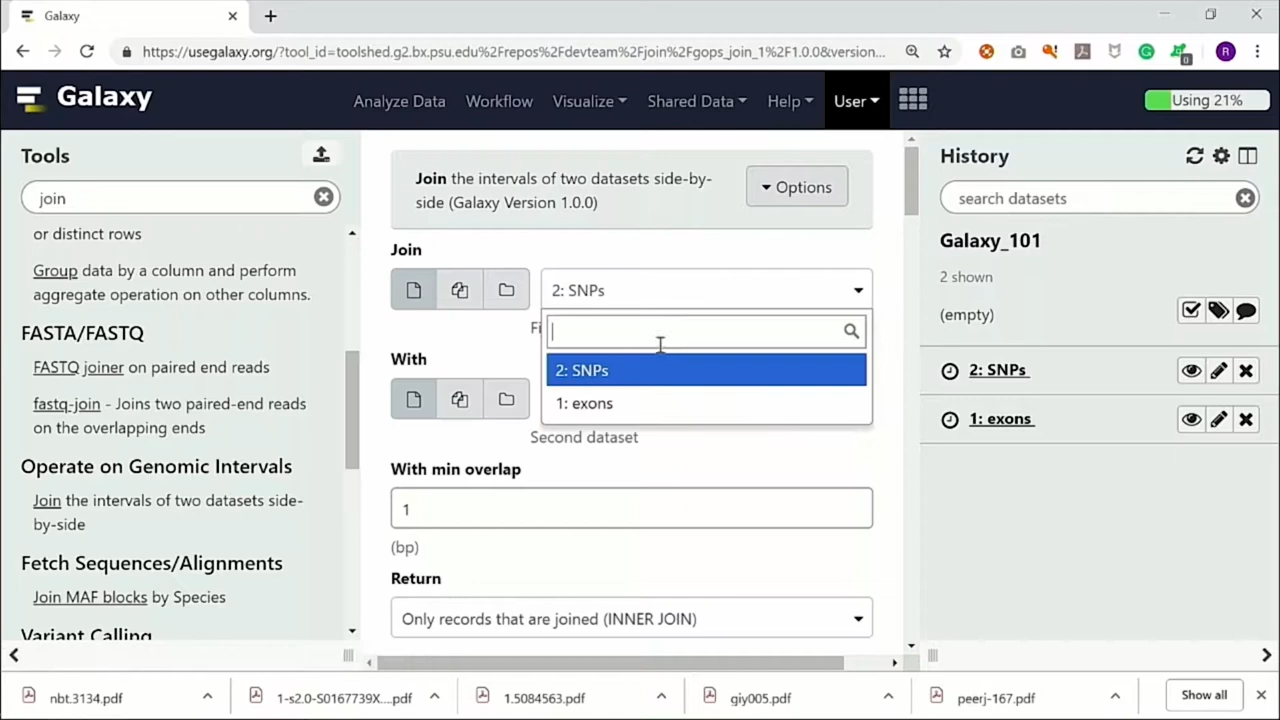 Galaxy
https://usegalaxy.org/?tool_id=toolshed.g2.bx.psu.edu%2Frepos%2Fdevteam%2Fjoin%2Fgops_join_1%2F1.0.0&version...
0
R
Galaxy
Analyze Data
Workflow
Visualize
Shared Data
Help
User
Using 21%
Tools
join
or distinct rows
Group data by a column and perform
aggregate operation on other columns.
FASTA/FASTQ
FASTQ joiner on paired end reads
fastq-join - Joins two paired-end reads
on the overlapping ends
Operate on Genomic Intervals
Join the intervals of two datasets side-
by-side
Fetch Sequences/Alignments
Join MAF blocks by Species
Variant Calling
Join the intervals of two datasets side-by-
side (Galaxy Version 1.0.0)
Options
Join
2: SNPs
Fi
2: SNPs
1: exons
With
Second dataset
With min overlap
1
(bp)
Return
Only records that are joined (INNER JOIN)
History
search datasets
Galaxy_101
2 shown
(empty)
2: SNPs
1: exons
nbt.3134.pdf
1-s2.0-S0167739X....pdf
1.5084563.pdf
giy005.pdf
peerj-167.pdf
Show all